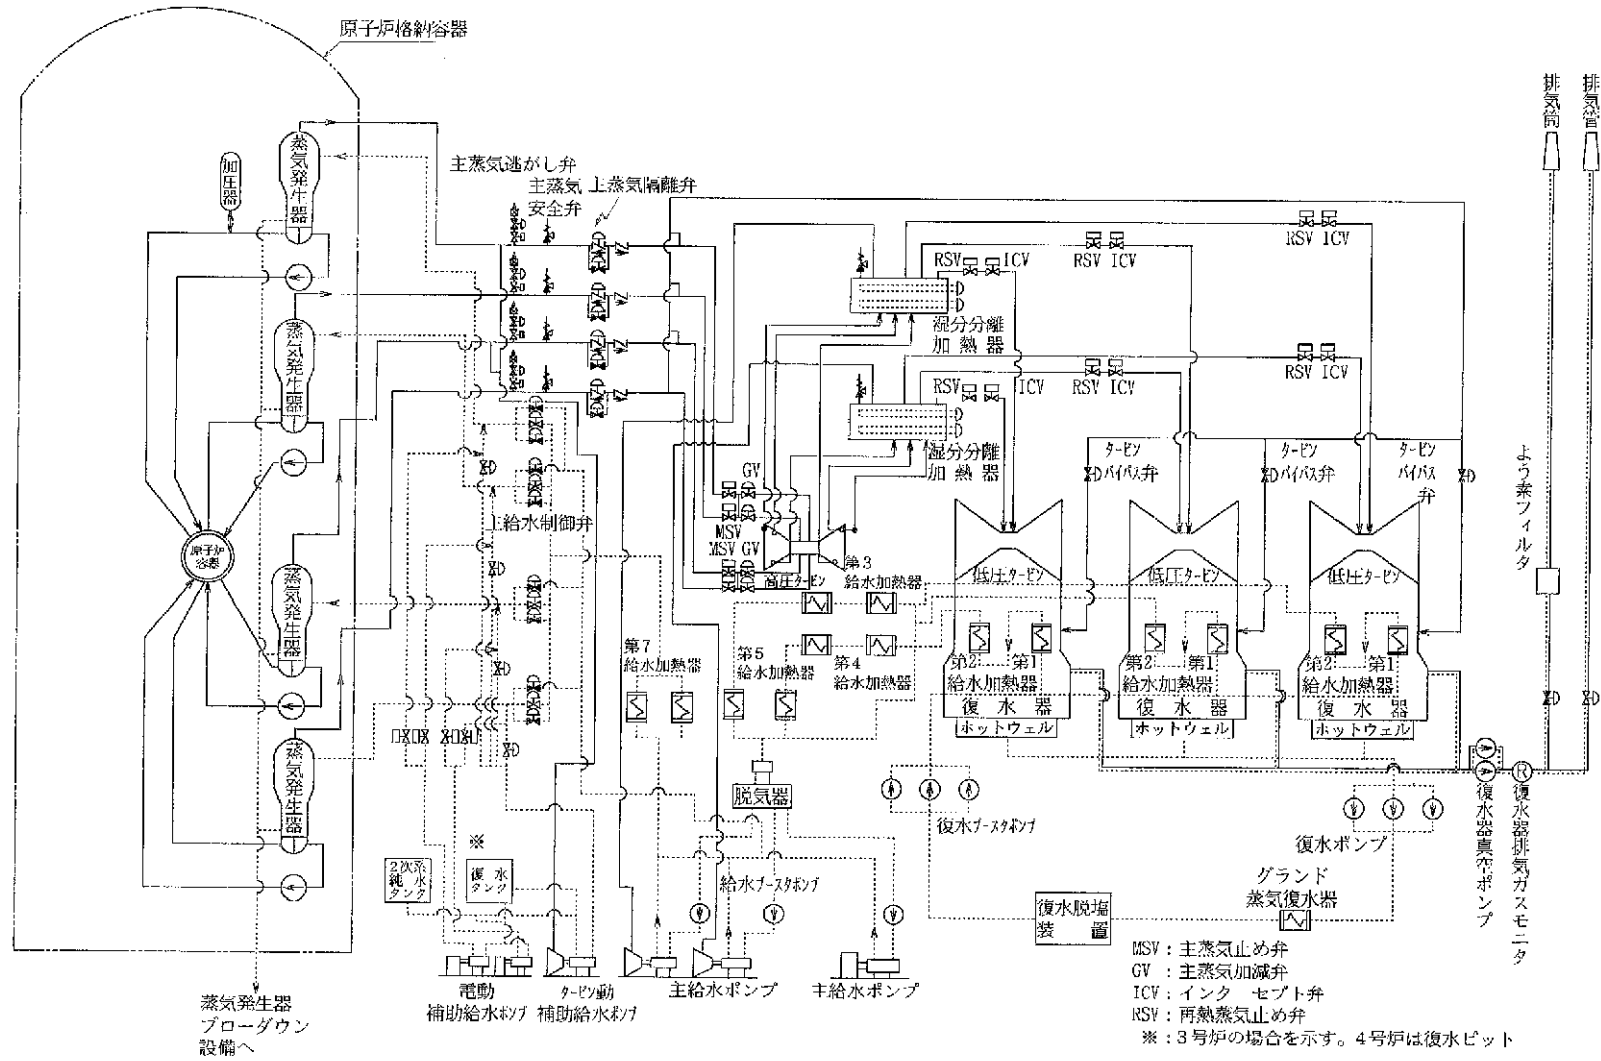 原子炉格納容器
加圧器
蒸気発生器
蒸気発生器
蒸気発生器
蒸気発生器
原子炉
容器
蒸気発生器
ブローダウン
設備へ
主蒸気逃がし弁
主蒸気
安全弁
主蒸気隔離弁
主給水制御弁
RSV ICV
RSV ICV
RSV ICV
湿分分離
加熱器
RSV ICV
RSV ICV
RSV ICV
湿分分離
加熱器
GV
MSV
MSV GV
高圧タービン
第3
給水加熱器
第4
給水加熱器
第5
給水加熱器
第7
給水加熱器
タービン
バイパス弁
タービン
バイパス弁
タービン
バイパス
弁
低圧タービン
低圧タービン
低圧タービン
第2 第1
給水加熱器
復水器
ホットウェル
第2 第1
給水加熱器
復水器
ホットウェル
第2 第1
給水加熱器
復水器
ホットウェル
排気筒
排気管
よう素フィルタ
復水器真空ポンプ
復水器排気ガスモニタ
R
脱気器
復水ブースタポンプ
復水ポンプ
給水ブースタポンプ
グランド
蒸気復水器
復水脱塩
装置
※
2次系
純水
タンク
復水
タンク
電動
補助給水ポンプ
タービン動
補助給水ポンプ
主給水ポンプ
主給水ポンプ
MSV：主蒸気止め弁
GV：主蒸気加減弁
ICV：インタ セプト弁
RSV：再熱蒸気止め弁
※：3号炉の場合を示す。4号炉は復水ピット